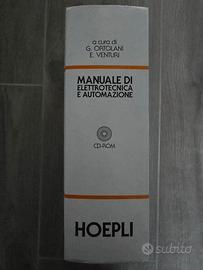 a cura di
G. ORTOLANI
E. VENTURI
MANUALE DI
ELETTROTECNICA
E AUTOMAZIONE
CD-ROM
HOEPLI
subito